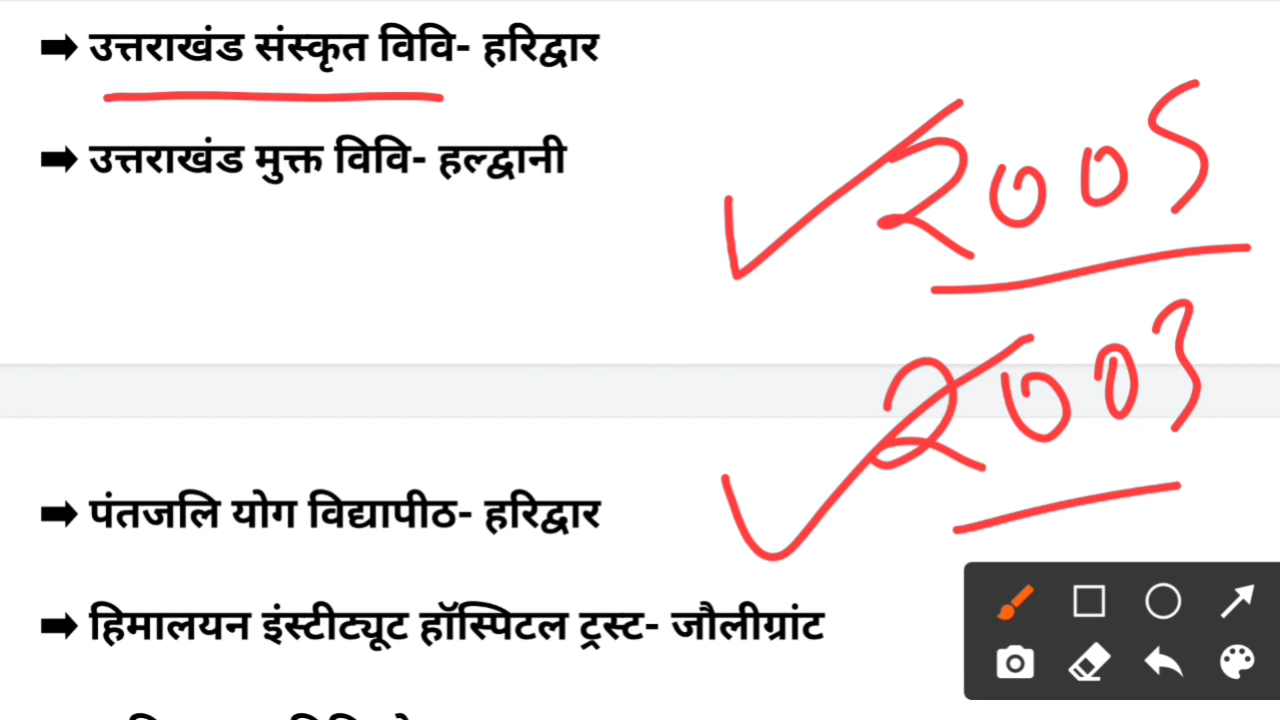 ➡ उत्तराखंड संस्कृत विवि- हरिद्वार
➡ उत्तराखंड मुक्त विवि- हल्द्वानी
2005
2003
➡ पंतजलि योग विद्यापीठ- हरिद्वार
➡ हिमालयन इंस्टीट्यूट हॉस्पिटल ट्रस्ट- जौलीग्रांट